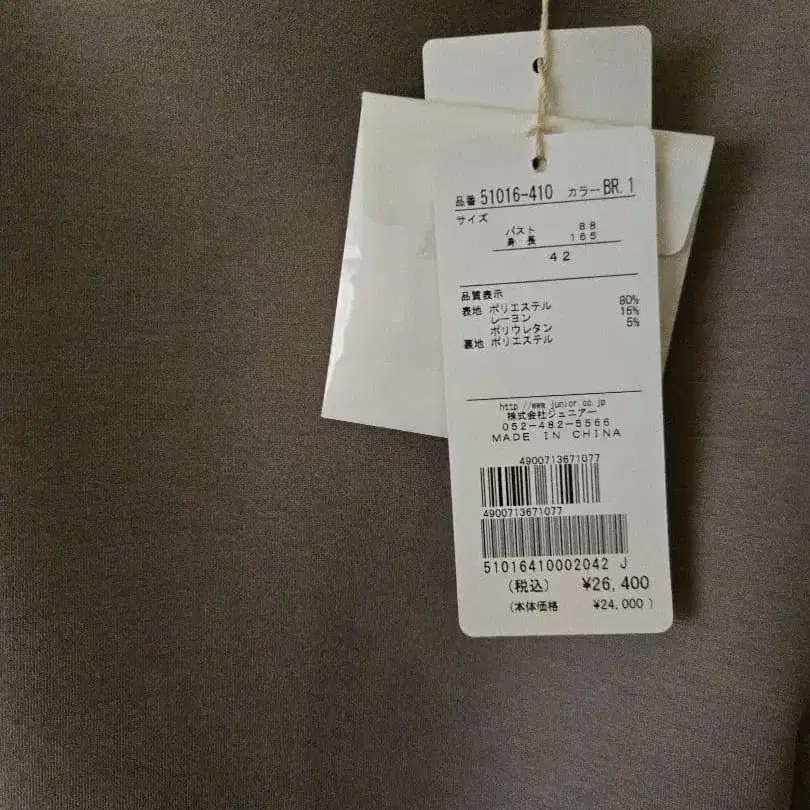 品番 51016-410 カラー BR.1
サイズ
バスト 88
身 長 165
42
品質表示
表地 ポリエステル 80%
レーヨン 15%
ポリウレタン 5%
裏地 ポリエステル
http://www.junior.co.jp
株式会社ジュニアー
052-482-5566
MADE IN CHINA
4900713671077
4900713671077
51016410002042 J
(税込) ¥26,400
(本体価格 ¥24,000)